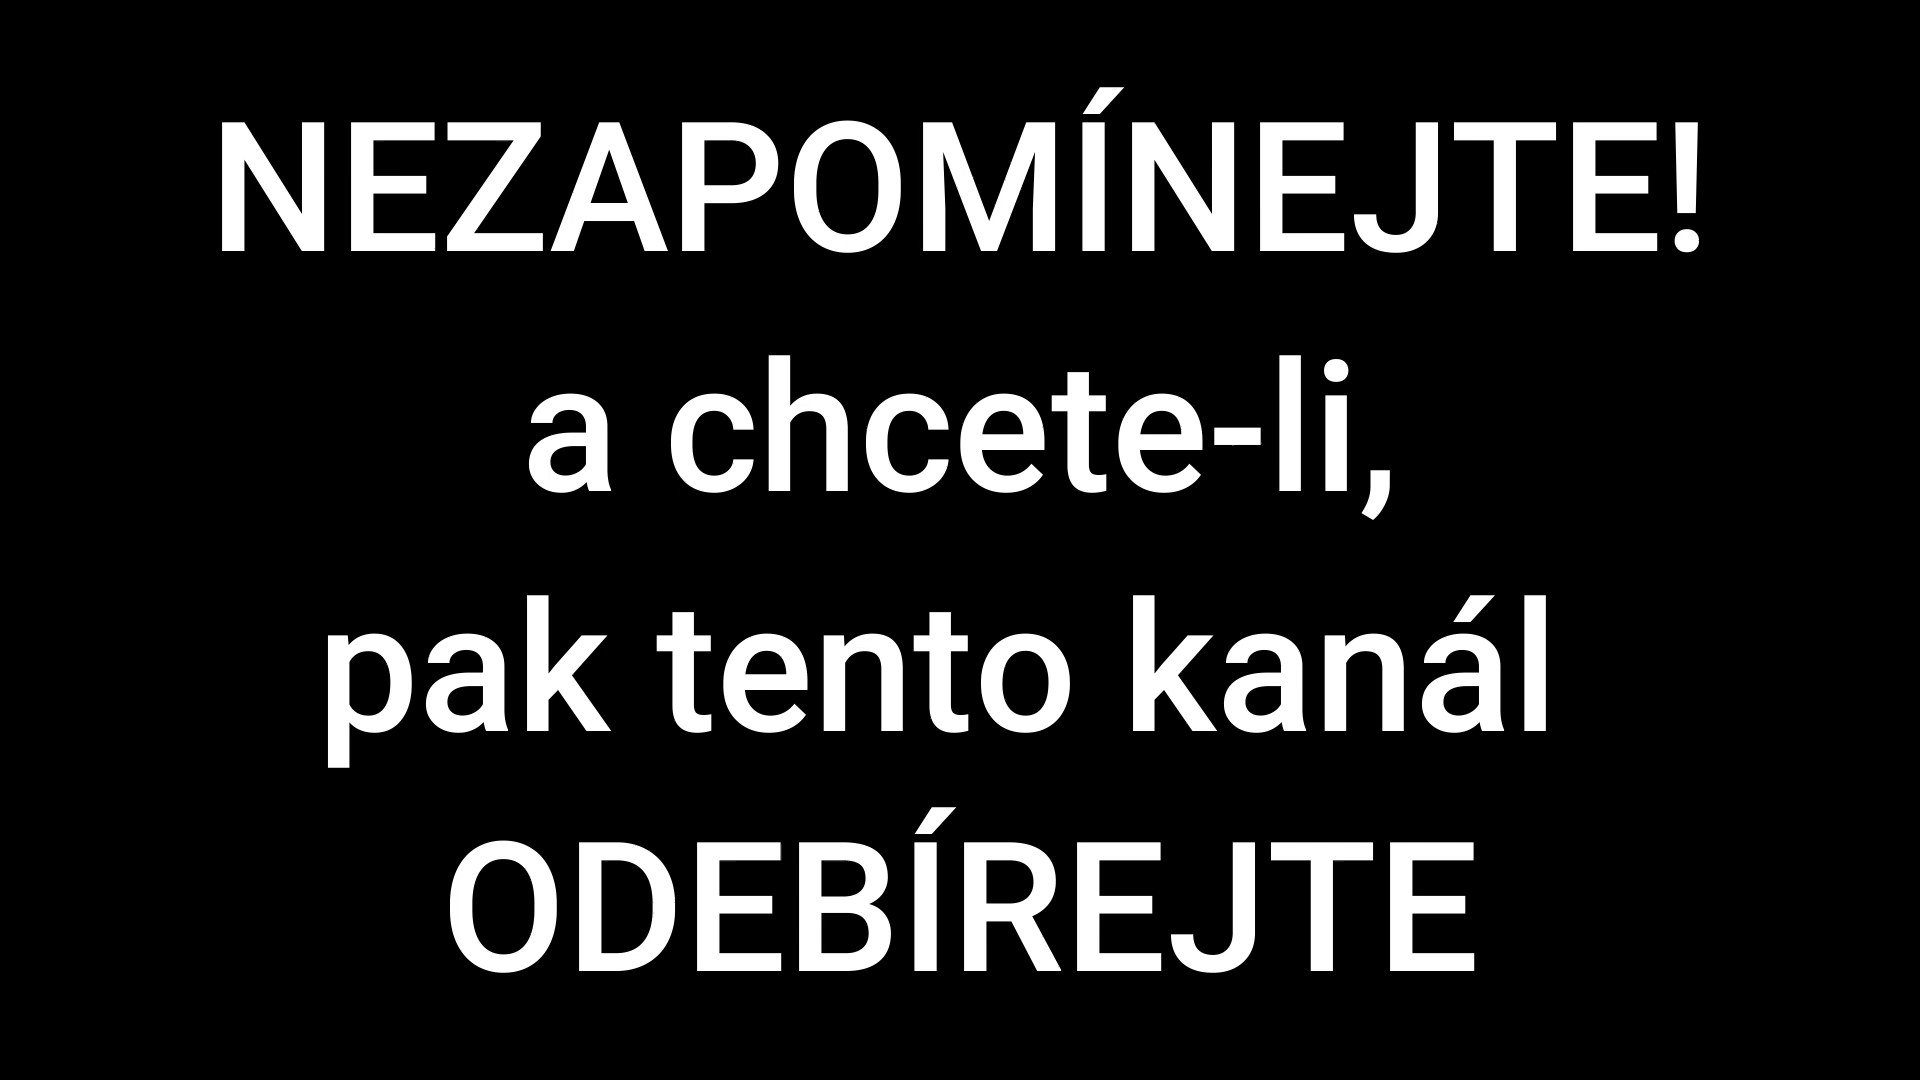 NEZAPOMÍNEJTE!
a chcete-li,
pak tento kanál
ODEBÍREJTE